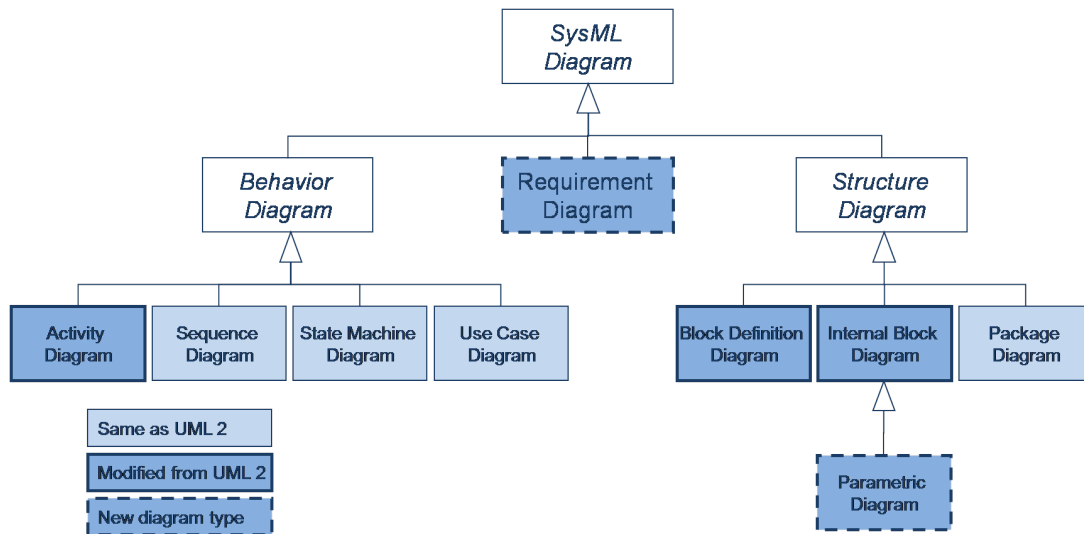 SysML
Diagram
Behavior
Diagram
Requirement
Diagram
Structure
Diagram
Activity
Diagram
Sequence
Diagram
State Machine
Diagram
Use Case
Diagram
Block Definition
Diagram
Internal Block
Diagram
Package
Diagram
Same as UML 2
Modified from UML 2
New diagram type
Parametric
Diagram